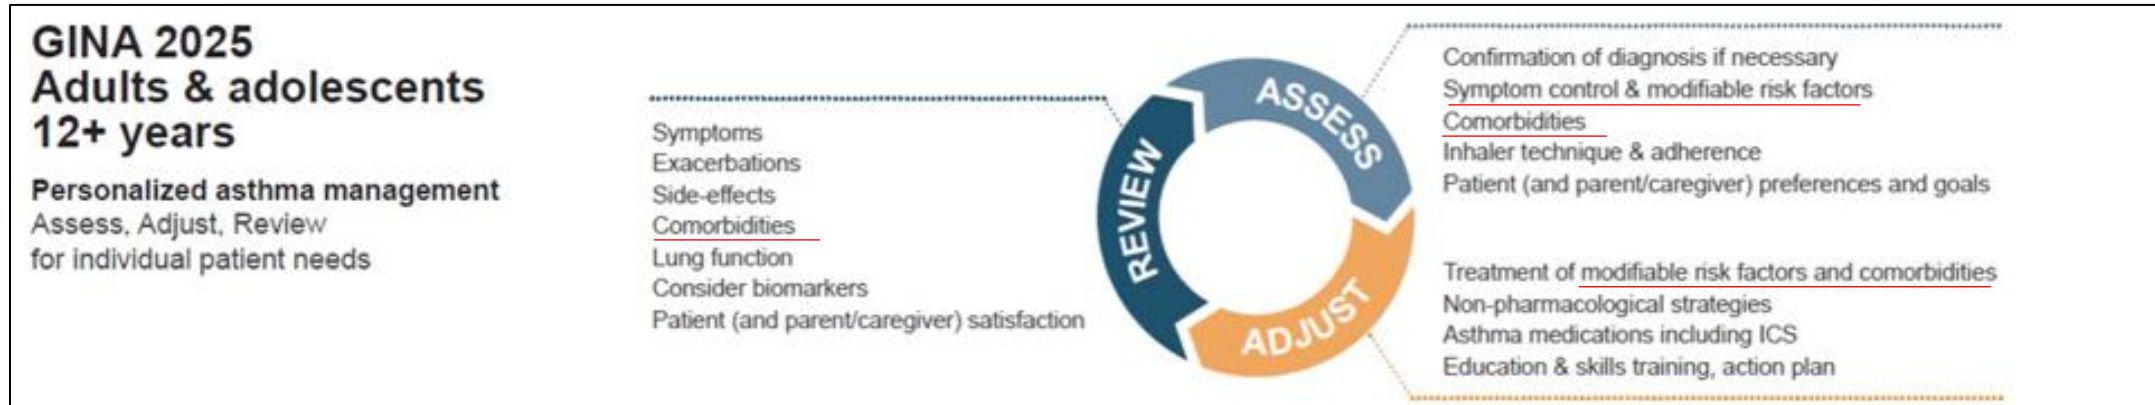 GINA 2025
Adults & adolescents
12+ years
Personalized asthma management
Assess, Adjust, Review
for individual patient needs
Symptoms
Exacerbations
Side-effects
Comorbidities
Lung function
Consider biomarkers
Patient (and parent/caregiver) satisfaction
REVIEW
ASSESS
ADJUST
Confirmation of diagnosis if necessary
Symptom control & modifiable risk factors
Comorbidities
Inhaler technique & adherence
Patient (and parent/caregiver) preferences and goals
Treatment of modifiable risk factors and comorbidities
Non-pharmacological strategies
Asthma medications including ICS
Education & skills training, action plan